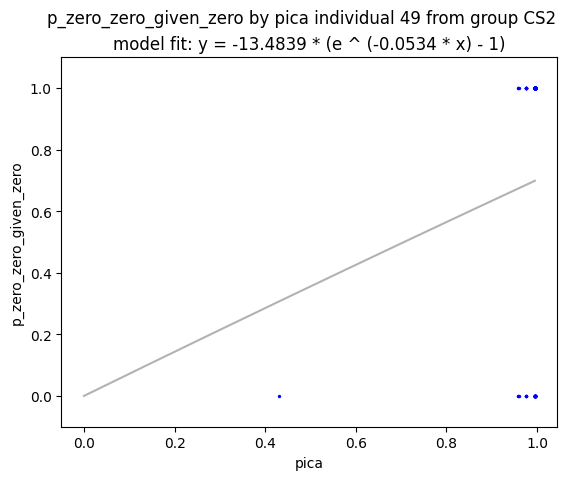 p_zero_zero_given_zero by pica individual 49 from group CS2
model fit: y = -13.4839 * (e ^ (-0.0534 * x) - 1)
1.0
0.8
0.6
0.4
0.2
0.0
p_zero_zero_given_zero
0.0 0.2 0.4 0.6 0.8 1.0
pica